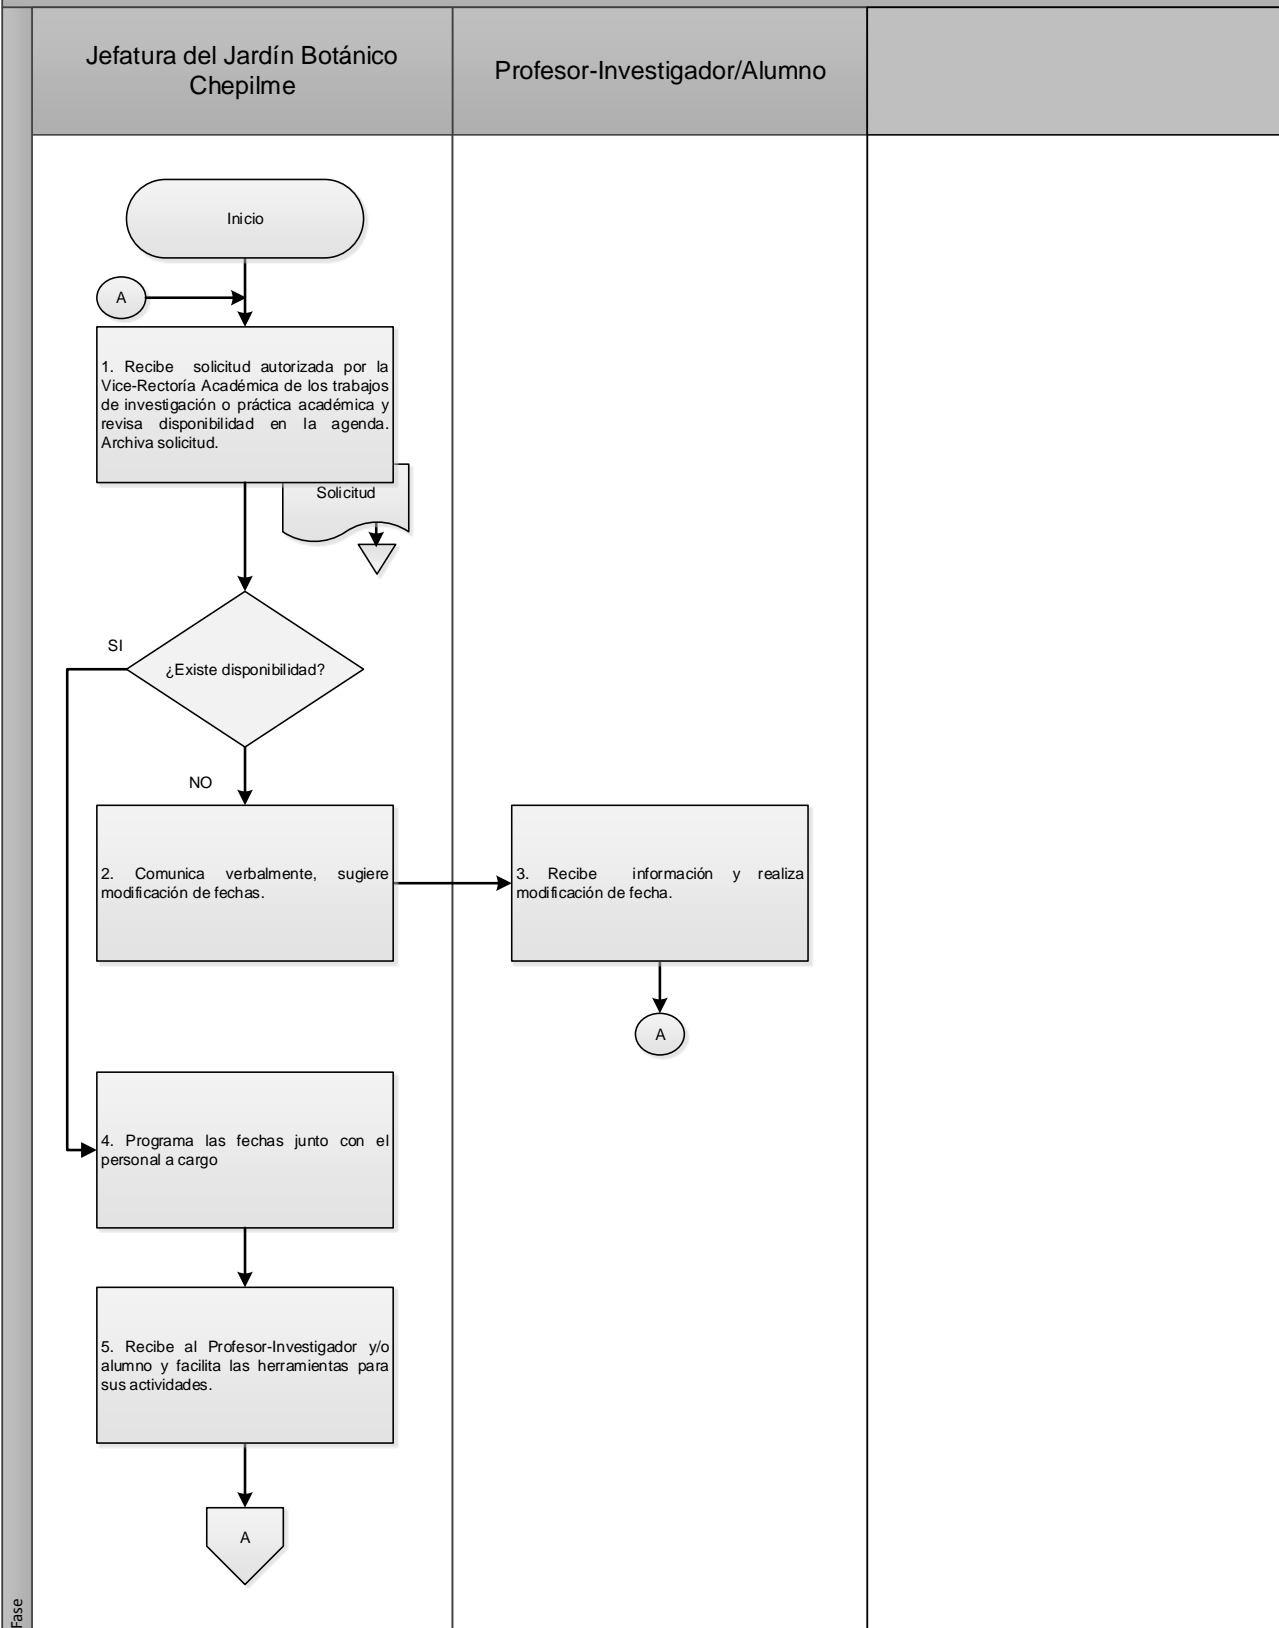 Jefatura del Jardín Botánico
Chepilme
Profesor-Investigador/Alumno
Inicio
A
1. Recibe solicitud autorizada por la
Vice-Rectoría Académica de los trabajos
de investigación o práctica académica y
revisa disponibilidad en la agenda.
Archiva solicitud.
Solicitud
SI
¿Existe disponibilidad?
NO
2. Comunica verbalmente, sugiere
modificación de fechas.
3. Recibe información y realiza
modificación de fecha.
A
4. Programa las fechas junto con el
personal a cargo
5. Recibe al Profesor-Investigador y/o
alumno y facilita las herramientas para
sus actividades.
A
Fase